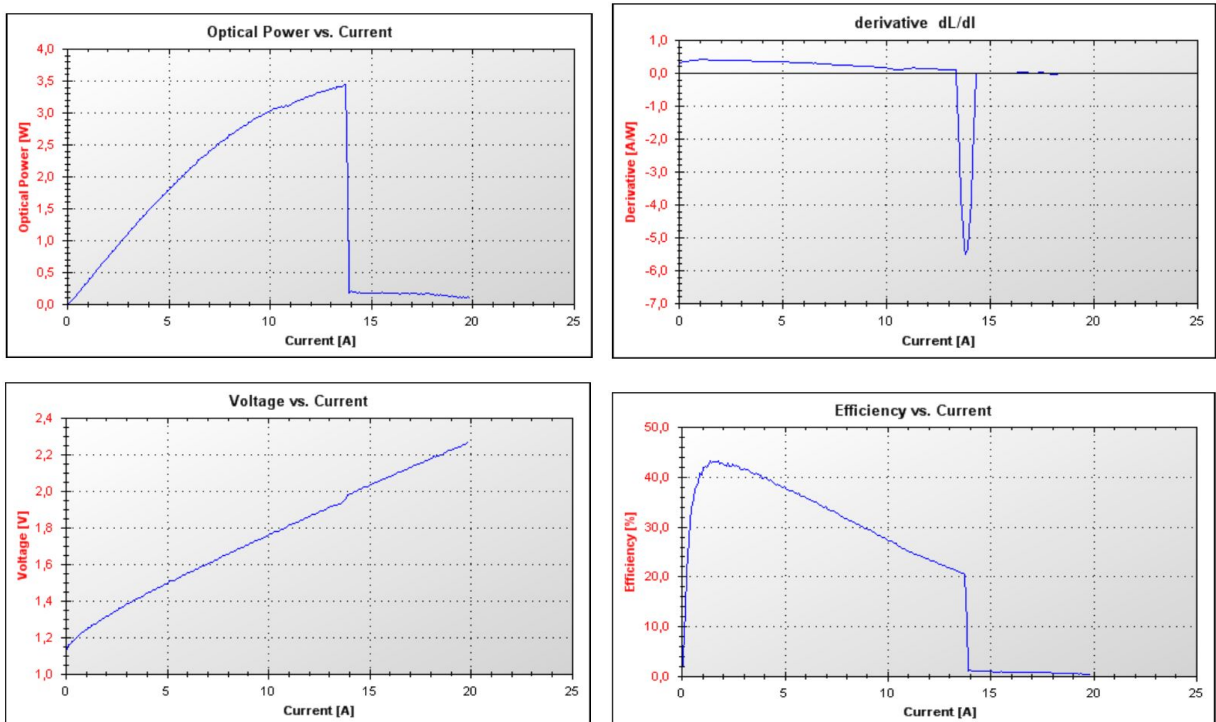 Optical Power vs. Current
4,0
3,5
3,0
2,5
2,0
1,5
1,0
0,5
0,0
Optical Power [W]
0 5 10 15 20 25
Current [A]
derivative dL/dI
1,0
0,0
-1,0
-2,0
-3,0
-4,0
-5,0
-6,0
-7,0
Derivative [A/W]
0 5 10 15 20 25
Current [A]
Voltage vs. Current
2,4
2,2
2,0
1,8
1,6
1,4
1,2
1,0
Voltage [V]
0 5 10 15 20 25
Current [A]
Efficiency vs. Current
50,0
40,0
30,0
20,0
10,0
0,0
Efficiency [%]
0 5 10 15 20 25
Current [A]